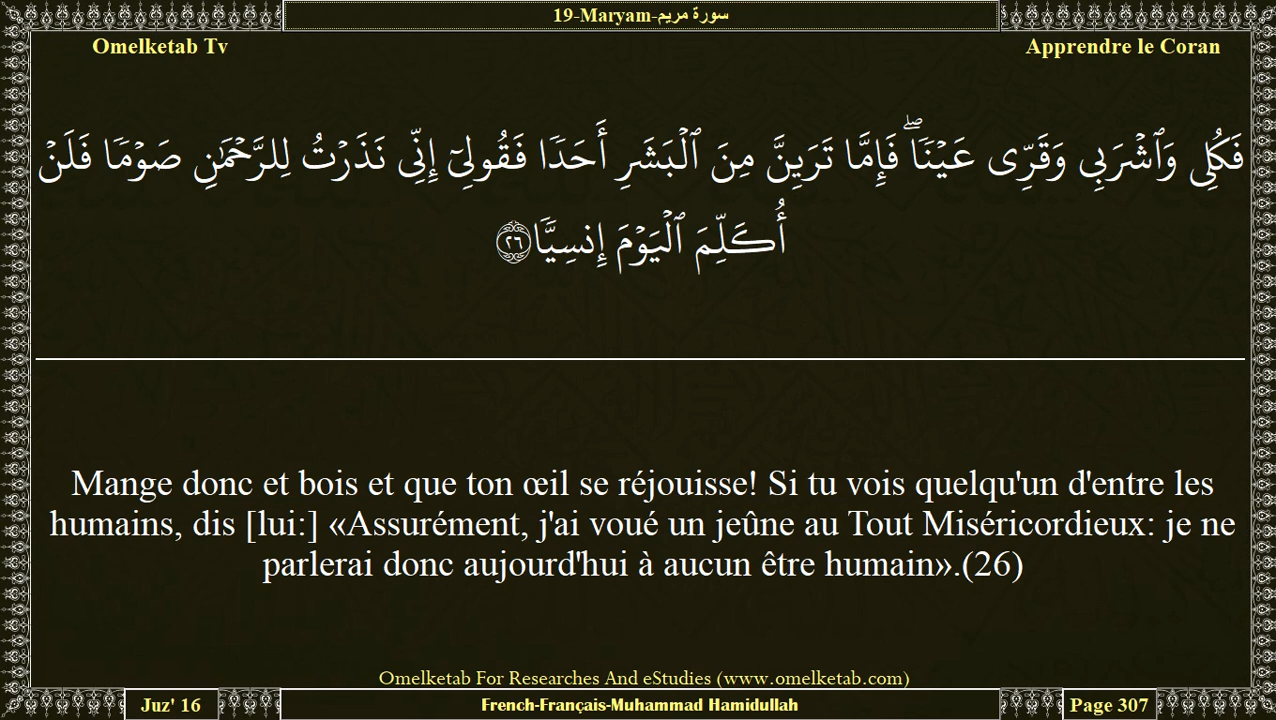 19-Maryam-سورة مريم
Omelketab Tv
Apprendre le Coran
فَكُلِى وَٱشْرَبِى وَقَرِّى عَيْنًۭا ۖ فَإِمَّا تَرَيِنَّ مِنَ ٱلْبَشَرِ أَحَدًۭا فَقُولِىٓ إِنِّى نَذَرْتُ لِلرَّحْمَٰنِ صَوْمًۭا فَلَنْ
أُكَلِّمَ ٱلْيَوْمَ إِنسِيًّۭا ٢٦
Mange donc et bois et que ton œil se réjouisse! Si tu vois quelqu'un d'entre les
humains, dis [lui:] «Assurément, j'ai voué un jeûne au Tout Miséricordieux: je ne
parlerai donc aujourd'hui à aucun être humain».(26)
Omelketab For Researches And eStudies (www.omelketab.com)
Juz' 16
French-Français-Muhammad Hamidullah
Page 307